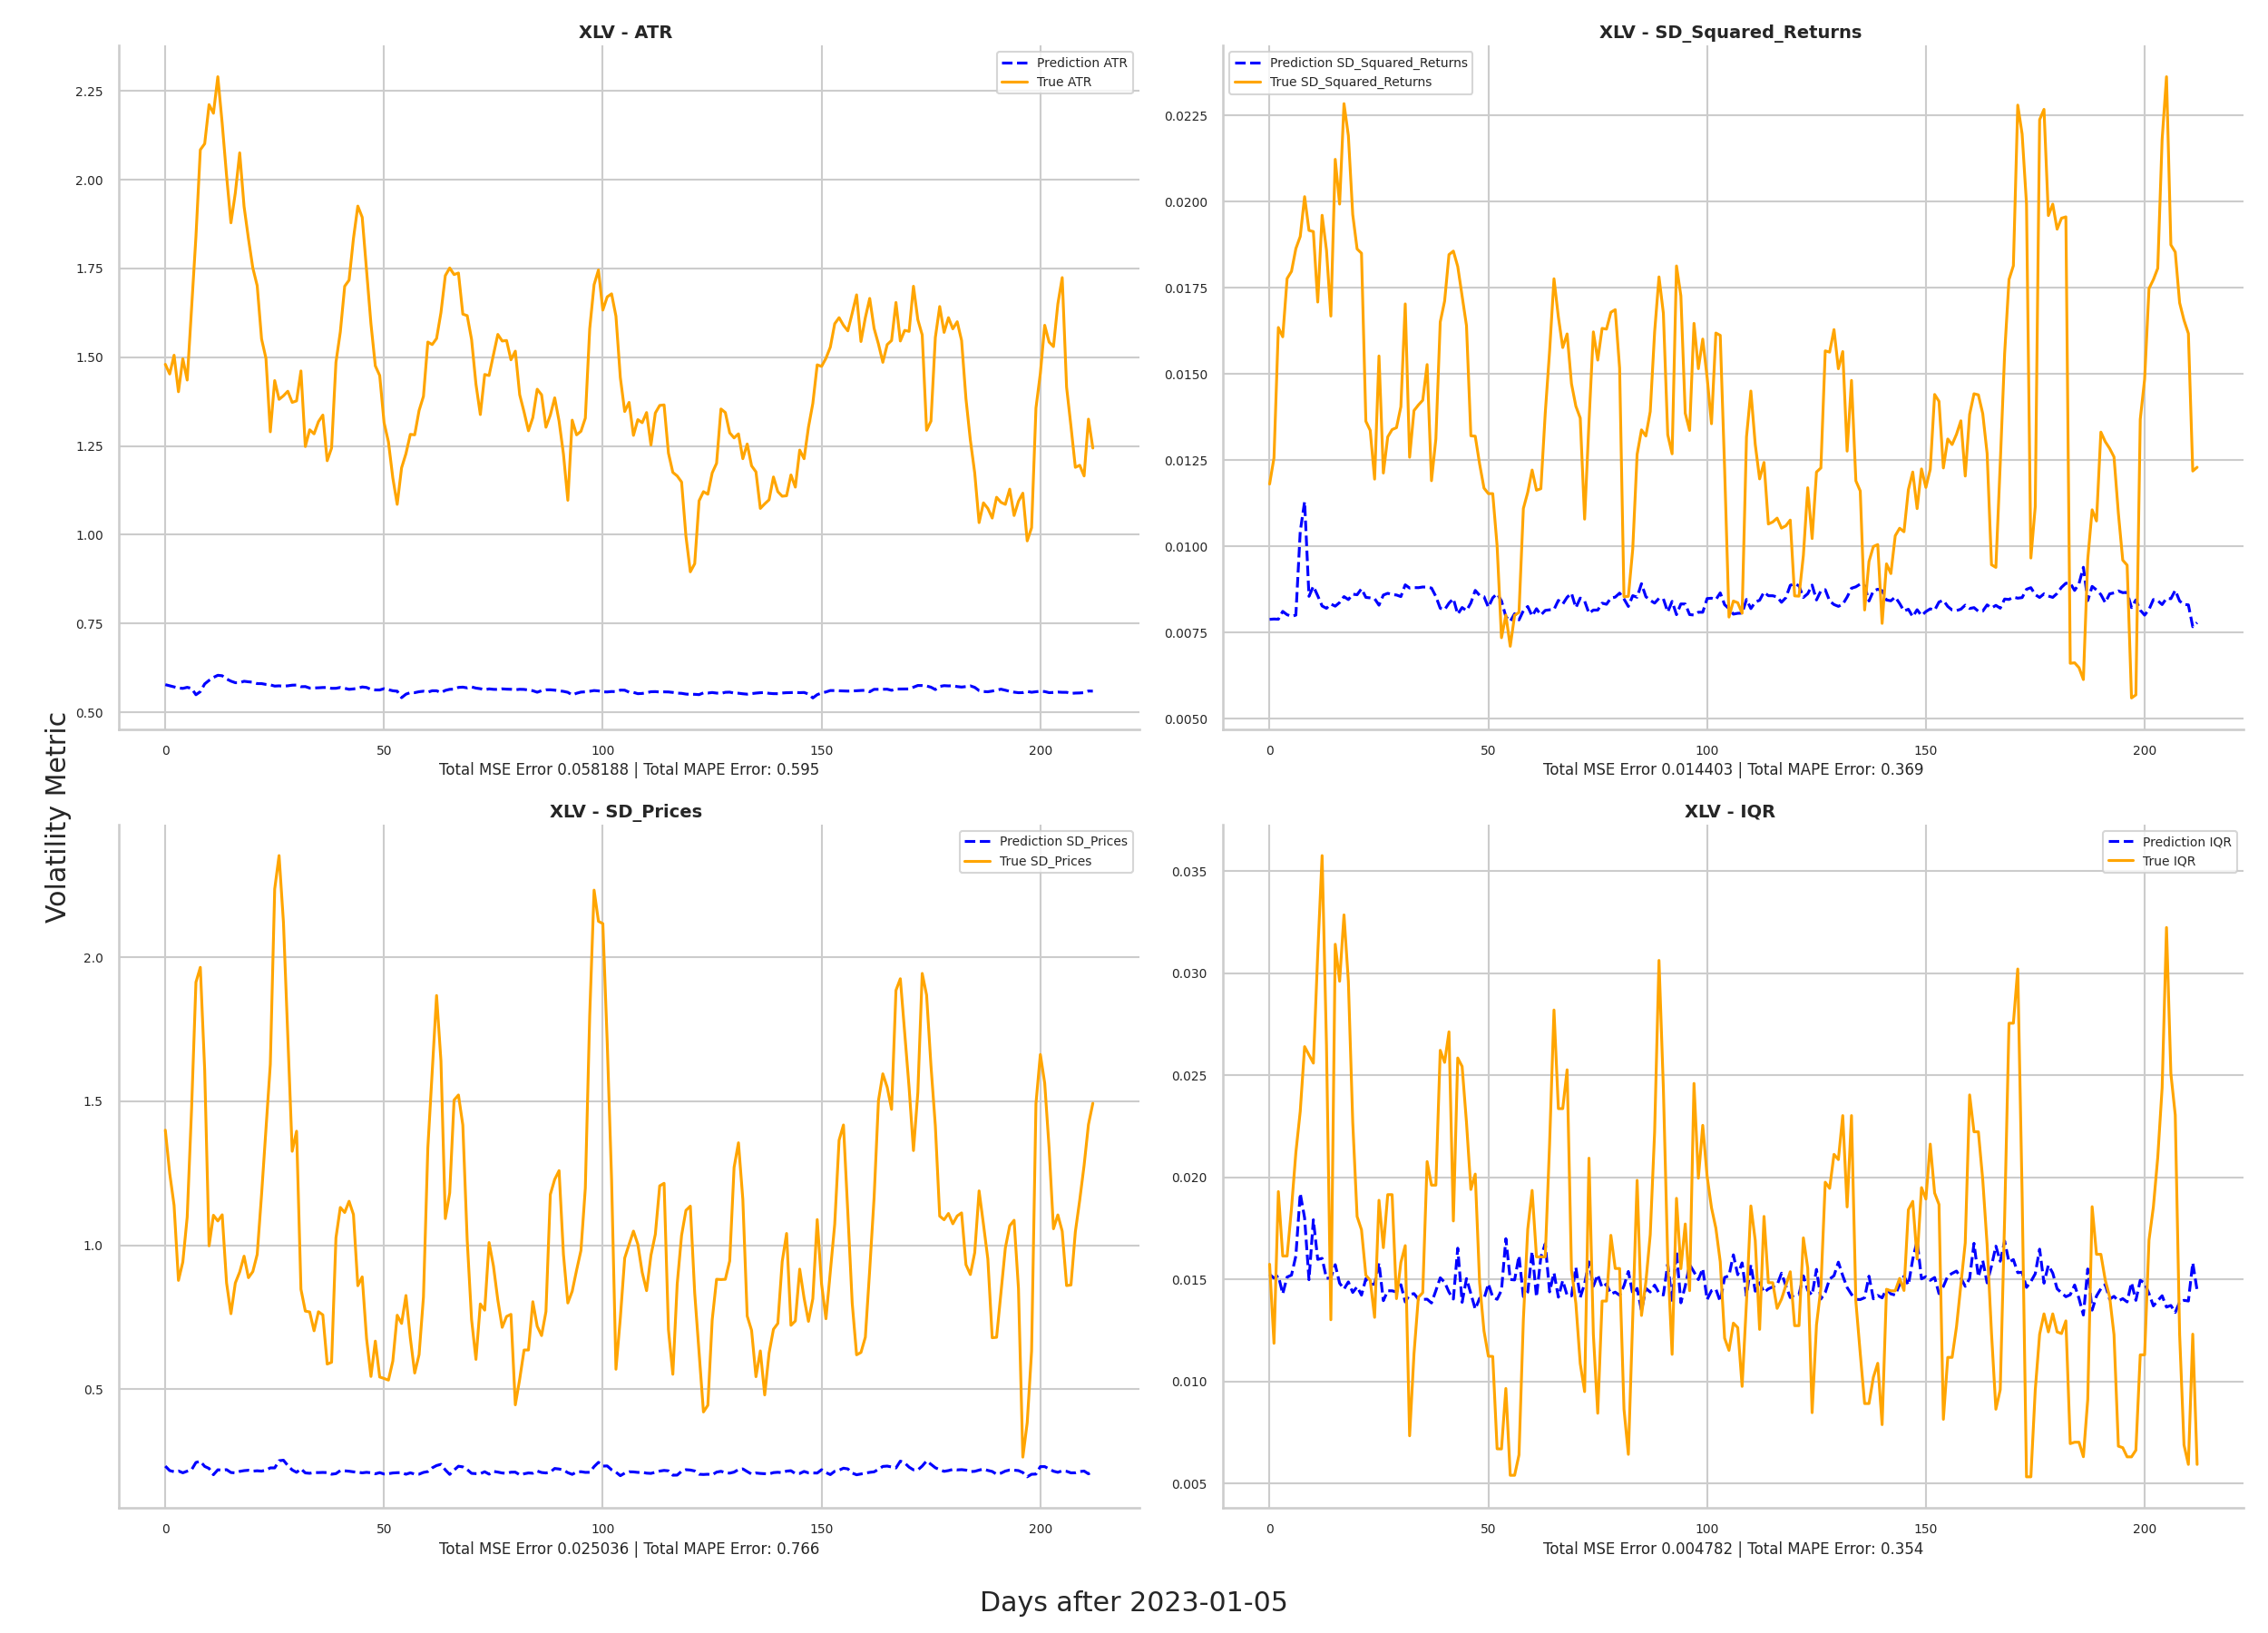 XLV - ATR
Prediction ATR
True ATR
2.25
2.00
1.75
1.50
1.25
1.00
0.75
0.50
0
50
100
150
200
Total MSE Error 0.058188 | Total MAPE Error: 0.595
XLV - SD_Squared_Returns
Prediction SD_Squared_Returns
True SD_Squared_Returns
0.0225
0.0200
0.0175
0.0150
0.0125
0.0100
0.0075
0.0050
0
50
100
150
200
Total MSE Error 0.014403 | Total MAPE Error: 0.369
Volatility Metric
XLV - SD_Prices
Prediction SD_Prices
True SD_Prices
2.0
1.5
1.0
0.5
0
50
100
150
200
Total MSE Error 0.025036 | Total MAPE Error: 0.766
XLV - IQR
Prediction IQR
True IQR
0.035
0.030
0.025
0.020
0.015
0.010
0.005
0
50
100
150
200
Total MSE Error 0.004782 | Total MAPE Error: 0.354
Days after 2023-01-05